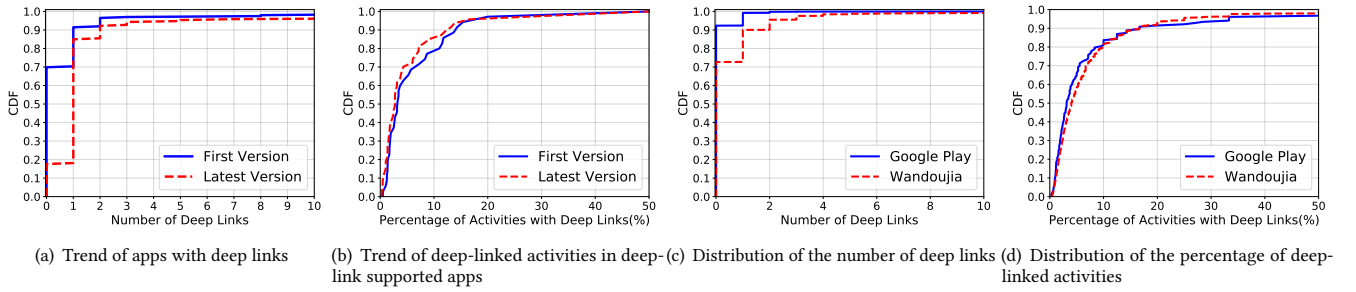 1.0
0.9
0.8
0.7
0.6
0.5
0.4
0.3
0.2
0.1
0.0
CDF
0 1 2 3 4 5 6 7 8 9 10
Number of Deep Links
First Version
Latest Version
(a) Trend of apps with deep links
1.0
0.9
0.8
0.7
0.6
0.5
0.4
0.3
0.2
0.1
0.0
CDF
0 10 20 30 40 50
Percentage of Activities with Deep Links(%)
First Version
Latest Version
(b) Trend of deep-linked activities in deep-
link supported apps
1.0
0.9
0.8
0.7
0.6
0.5
0.4
0.3
0.2
0.1
0.0
CDF
0 2 4 6 8 10
Number of Deep Links
Google Play
Wandoujia
(c) Distribution of the number of deep links
1.0
0.9
0.8
0.7
0.6
0.5
0.4
0.3
0.2
0.1
0.0
CDF
0 10 20 30 40 50
Percentage of Activities with Deep Links(%)
Google Play
Wandoujia
(d) Distribution of the percentage of deep-
linked activities